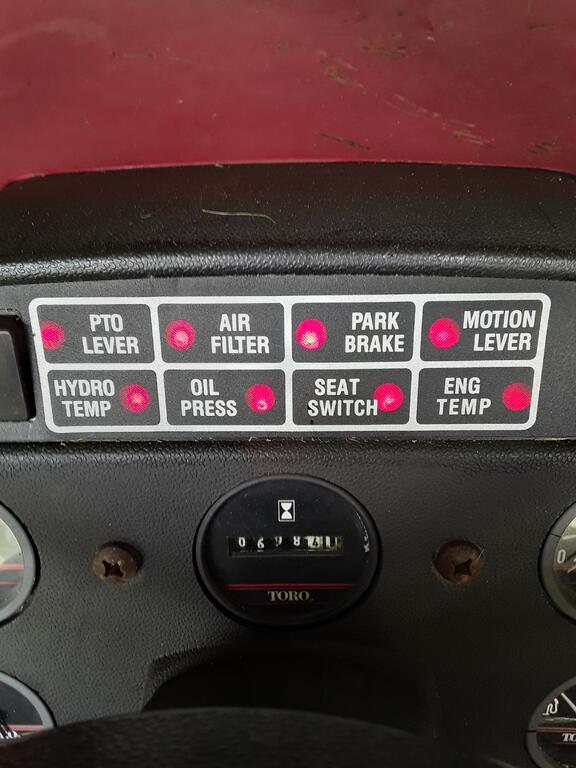 PTO
LEVER
AIR
FILTER
PARK
BRAKE
MOTION
LEVER
HYDRO
TEMP
OIL
PRESS
SEAT
SWITCH
ENG
TEMP
TORO